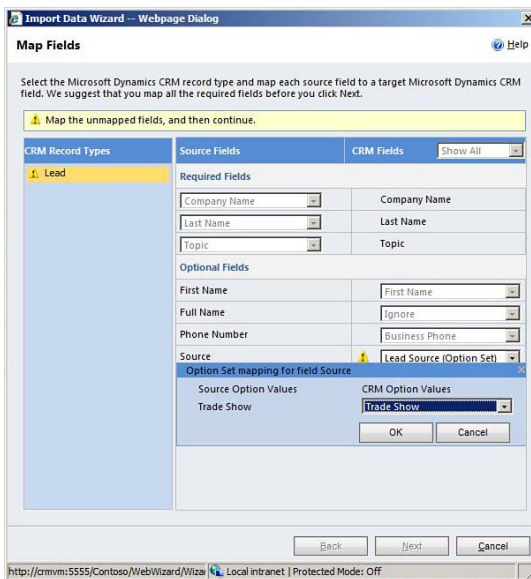 Import Data Wizard -- Webpage Dialog
Map Fields
Help
Select the Microsoft Dynamics CRM record type and map each source field to a target Microsoft Dynamics CRM
field. We suggest that you map all the required fields before you click Next.
Map the unmapped fields, and then continue.
CRM Record Types Source Fields CRM Fields Show All
Lead
Required Fields
Company Name Company Name
Last Name Last Name
Topic Topic
Optional Fields
First Name First Name
Full Name Ignore
Phone Number Business Phone
Source Lead Source (Option Set)
Option Set mapping for field Source
Source Option Values CRM Option Values
Trade Show Trade Show
OK Cancel
Back Next Cancel
http://crmvm:5555/Contoso/WebWizard/Wiza Local intranet | Protected Mode: Off